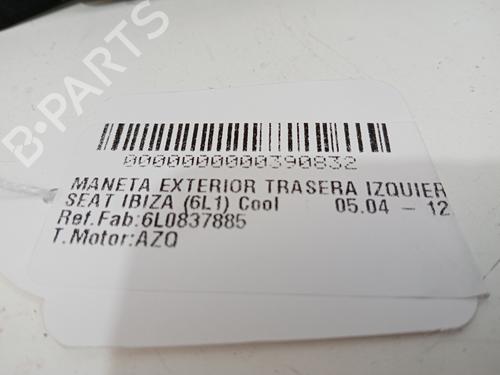 B-PARTS
0000000000390832
MANETA EXTERIOR TRASERA IZQUIER
SEAT IBIZA (6L1) Cool 05.04 - 12
Ref.Fab:6L0837885
T.Motor:AZQ